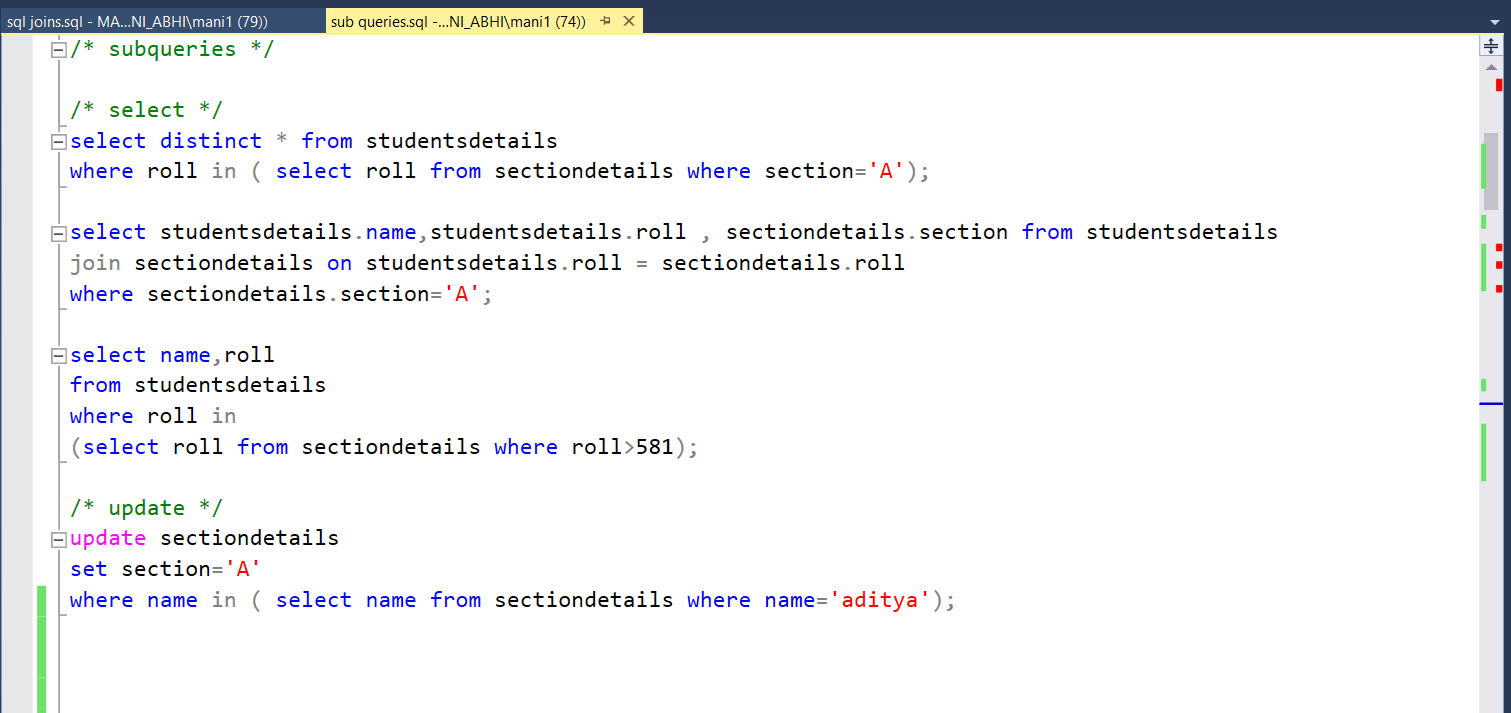 sql joins.sql - MA...NI_ABHI\mani1 (79))
sub queries.sql -...NI_ABHI\mani1 (74))
/* subqueries */
/* select */
select distinct * from studentsdetails
where roll in ( select roll from sectiondetails where section='A');
select studentsdetails.name,studentsdetails.roll , sectiondetails.section from studentsdetails
join sectiondetails on studentsdetails.roll = sectiondetails.roll
where sectiondetails.section='A';
select name,roll
from studentsdetails
where roll in
(select roll from sectiondetails where roll>581);
/* update */
update sectiondetails
set section='A'
where name in ( select name from sectiondetails where name='aditya');